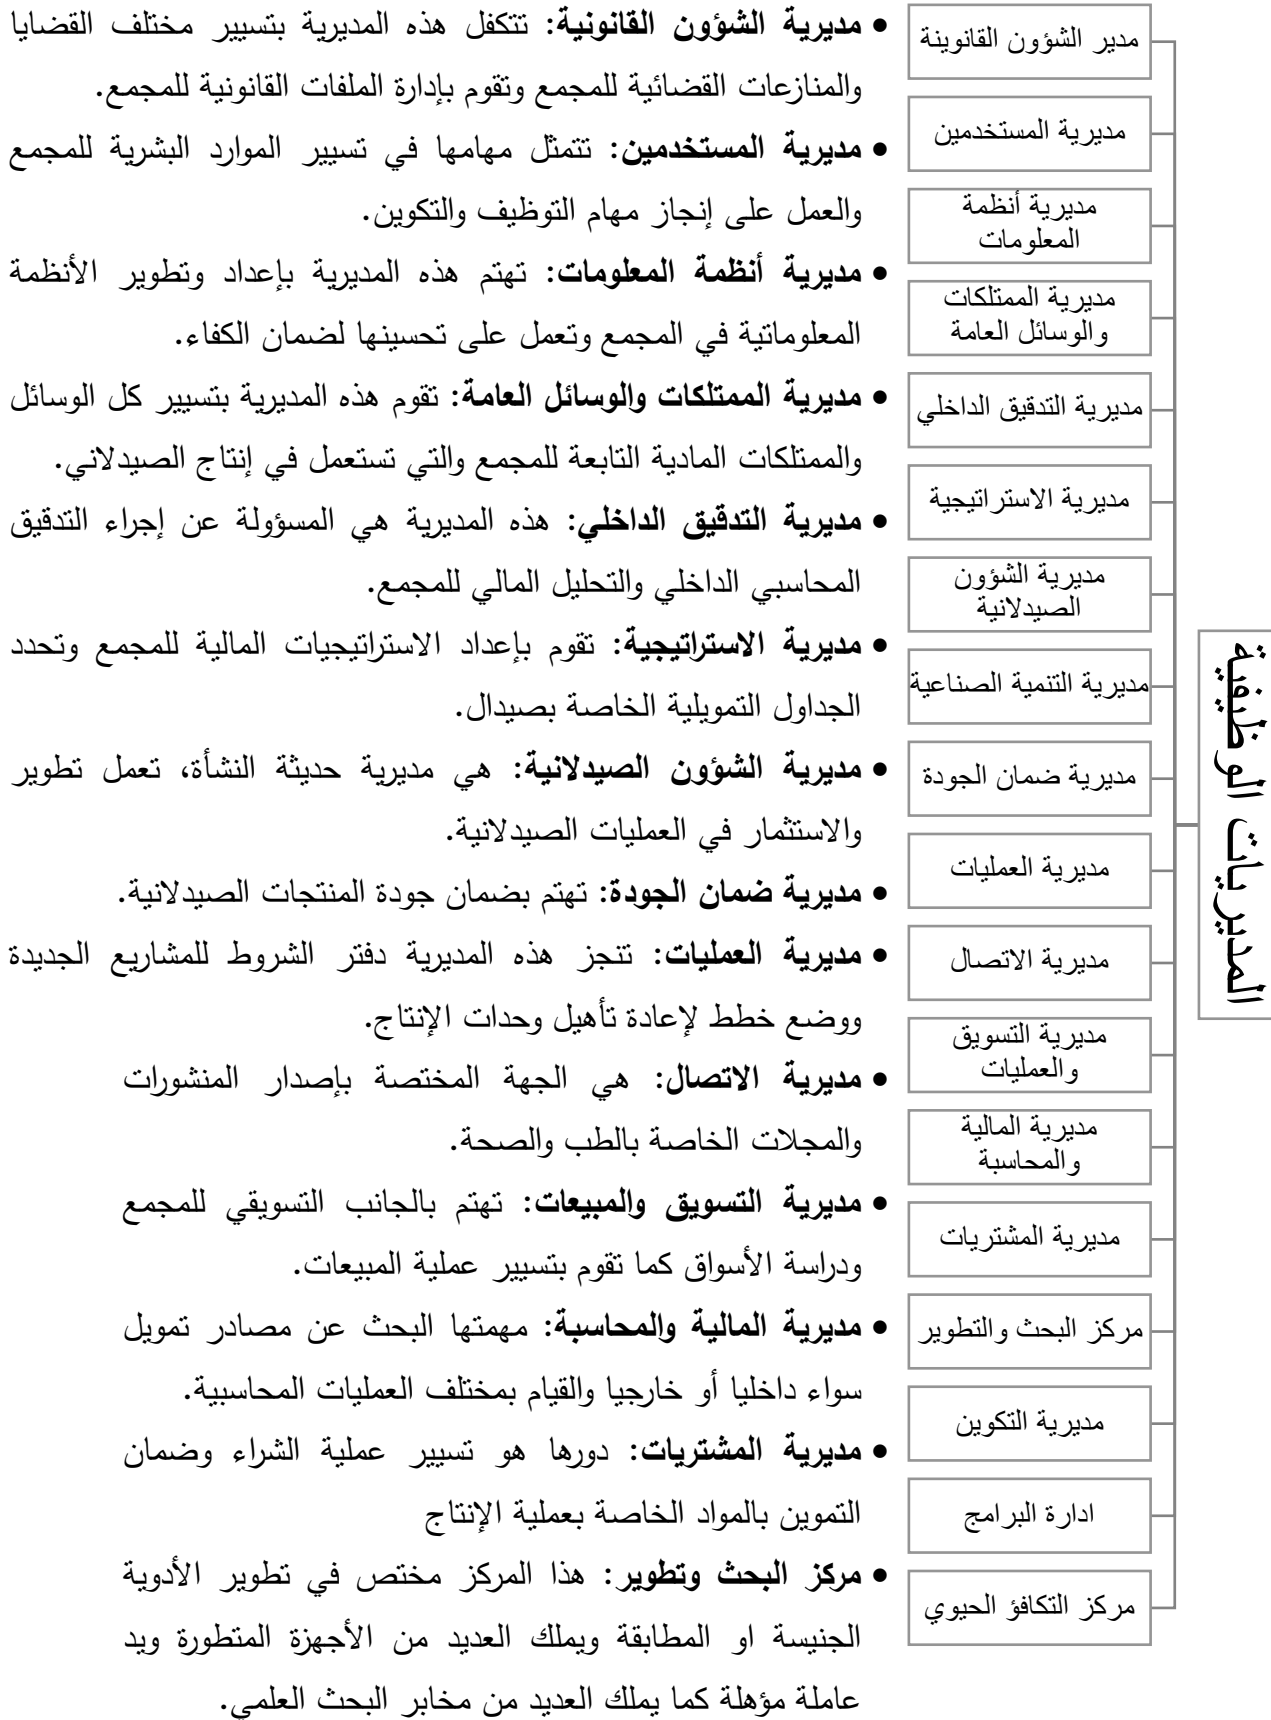 المديريات الوظيفية
مدير الشؤون القانوينة
مديرية المستخدمين
مديرية أنظمة
المعلومات
مديرية الممتلكات
والوسائل العامة
مديرية التدقيق الداخلي
مديرية الاستراتيجية
مديرية الشؤون
الصيدلانية
مديرية التنمية الصناعية
مديرية ضمان الجودة
مديرية العمليات
مديرية الاتصال
مديرية التسويق
والعمليات
مديرية المالية
والمحاسبة
مديرية المشتريات
مركز البحث والتطوير
مديرية التكوين
ادارة البرامج
مركز التكافؤ الحيوي
• مديرية الشؤون القانونية: تتكفل هذه المديرية بتسيير مختلف القضايا
والمنازعات القضائية للمجمع وتقوم بإدارة الملفات القانونية للمجمع.
• مديرية المستخدمين: تتمثل مهامها في تسيير الموارد البشرية للمجمع
والعمل على إنجاز مهام التوظيف والتكوين.
• مديرية أنظمة المعلومات: تهتم هذه المديرية بإعداد وتطوير الأنظمة
المعلوماتية في المجمع وتعمل على تحسينها لضمان الكفاء.
• مديرية الممتلكات والوسائل العامة: تقوم هذه المديرية بتسيير كل الوسائل
والممتلكات المادية التابعة للمجمع والتي تستعمل في إنتاج الصيدلاني.
• مديرية التدقيق الداخلي: هذه المديرية هي المسؤولة عن إجراء التدقيق
المحاسبي الداخلي والتحليل المالي للمجمع.
• مديرية الاستراتيجية: تقوم بإعداد الاستراتيجيات المالية للمجمع وتحدد
الجداول التمويلية الخاصة بصيدال.
• مديرية الشؤون الصيدلانية: هي مديرية حديثة النشأة، تعمل تطوير
والاستثمار في العمليات الصيدلانية.
• مديرية ضمان الجودة: تهتم بضمان جودة المنتجات الصيدلانية.
• مديرية العمليات: تنجز هذه المديرية دفتر الشروط للمشاريع الجديدة
ووضع خطط لإعادة تأهيل وحدات الإنتاج.
• مديرية الاتصال: هي الجهة المختصة بإصدار المنشورات
والمجلات الخاصة بالطب والصحة.
• مديرية التسويق والمبيعات: تهتم بالجانب التسويقي للمجمع
ودراسة الأسواق كما تقوم بتسيير عملية المبيعات.
• مديرية المالية والمحاسبة: مهمتها البحث عن مصادر تمويل
سواء داخليا أو خارجيا والقيام بمختلف العمليات المحاسبية.
• مديرية المشتريات: دورها هو تسيير عملية الشراء وضمان
التموين بالمواد الخاصة بعملية الإنتاج
• مركز البحث وتطوير: هذا المركز مختص في تطوير الأدوية
الجنيسة او المطابقة ويملك العديد من الأجهزة المتطورة ويد
عاملة مؤهلة كما يملك العديد من مخابر البحث العلمي.